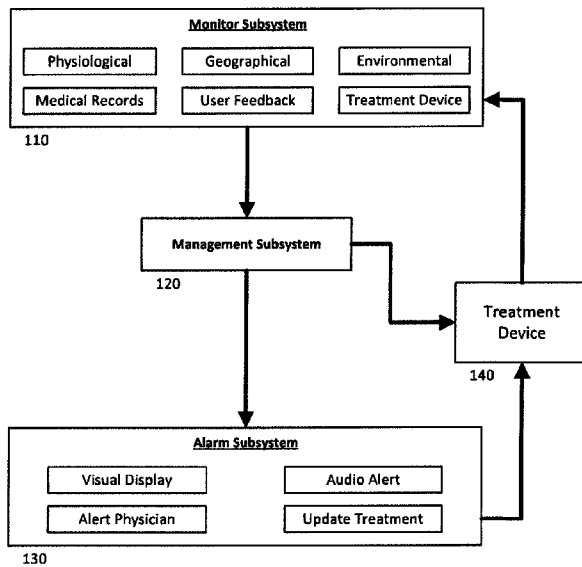 Monitor Subsystem
Physiological
Geographical
Environmental
Medical Records
User Feedback
Treatment Device
110
Management Subsystem
120
Treatment
Device
140
Alarm Subsystem
Visual Display
Audio Alert
Alert Physician
Update Treatment
130